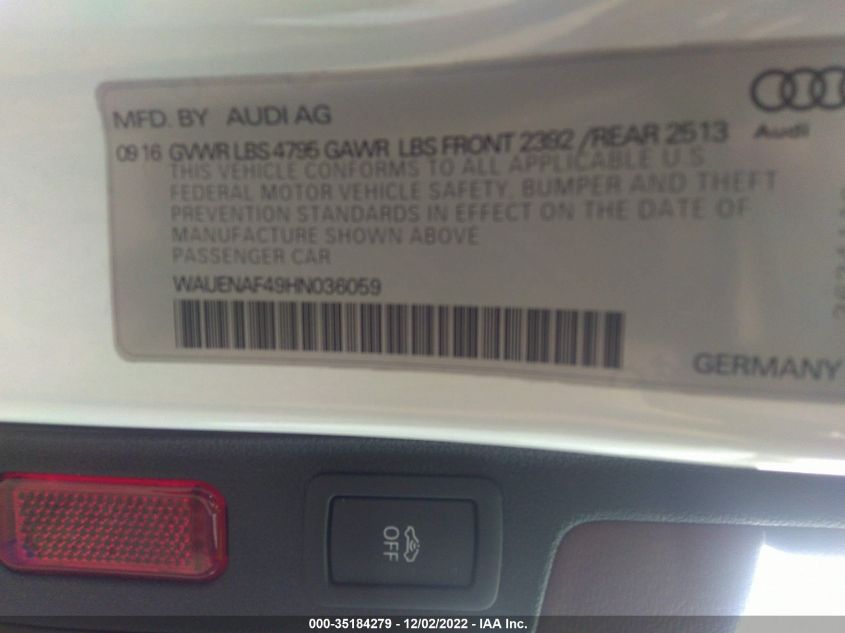 MFD. BY AUDI AG
Audi
09 16 GVWR LBS 4795 GAWR LBS FRONT 2392 / REAR 2513
THIS VEHICLE CONFORMS TO ALL APPLICABLE U.S
FEDERAL MOTOR VEHICLE SAFETY, BUMPER AND THEFT
PREVENTION STANDARDS IN EFFECT ON THE DATE OF
MANUFACTURE SHOWN ABOVE
PASSENGER CAR
WAUENAF49HN036059
GERMANY
OFF
000-35184279 - 12/02/2022 - IAA Inc.